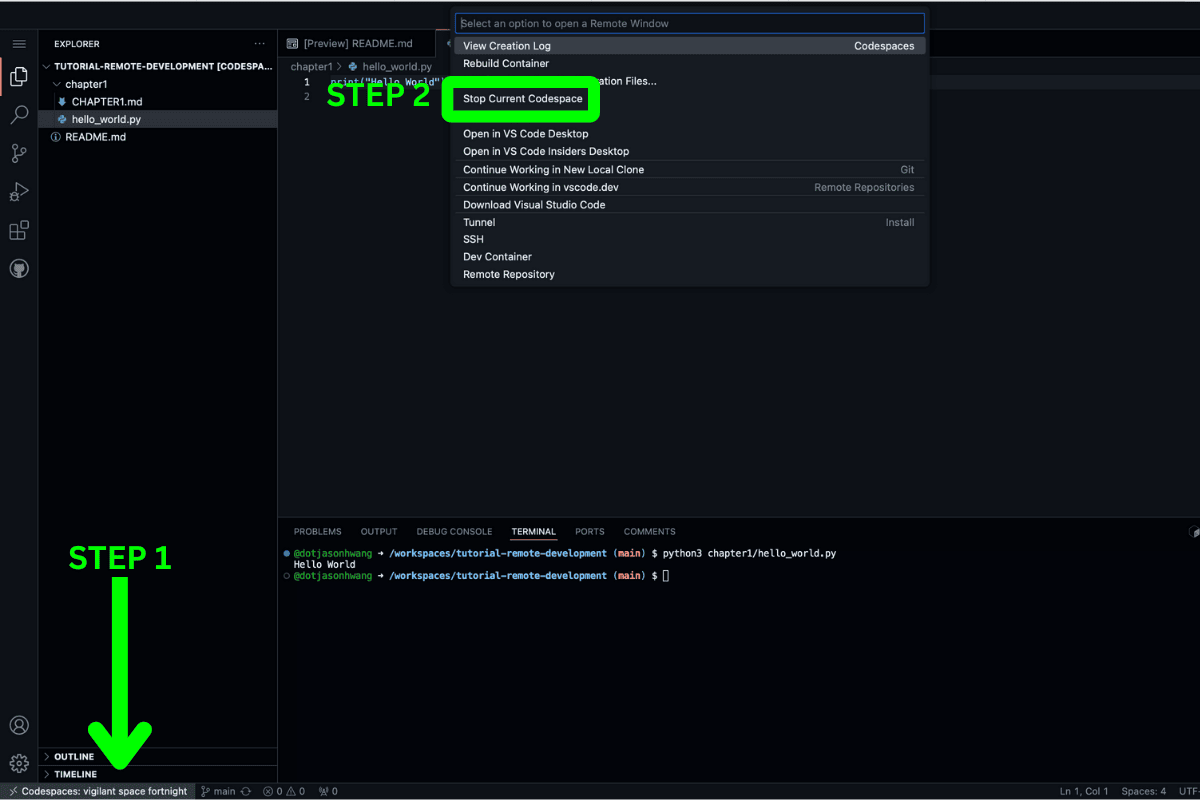 Select an option to open a Remote Window
View Creation Log Codespaces
Rebuild Container
ation Files...
Stop Current Codespace
Open in VS Code Desktop
Open in VS Code Insiders Desktop
Continue Working in New Local Clone Git
Continue Working in vscode.dev Remote Repositories
Download Visual Studio Code
Tunnel Install
SSH
Dev Container
Remote Repository
STEP 2
EXPLORER ...
TUTORIAL-REMOTE-DEVELOPMENT [CODESPA...
chapter1
CHAPTER1.md
hello_world.py
README.md
[Preview] README.md
chapter1 > hello_world.py
1 print("Hello World")
2
PROBLEMS OUTPUT DEBUG CONSOLE TERMINAL PORTS COMMENTS
@dotjasonhwang ➜ /workspaces/tutorial-remote-development (main) $ python3 chapter1/hello_world.py
Hello World
@dotjasonhwang ➜ /workspaces/tutorial-remote-development (main) $
STEP 1
OUTLINE
TIMELINE
Codespaces: vigilant space fortnight main 0 0 0 Ln 1, Col 1 Spaces: 4 UTF